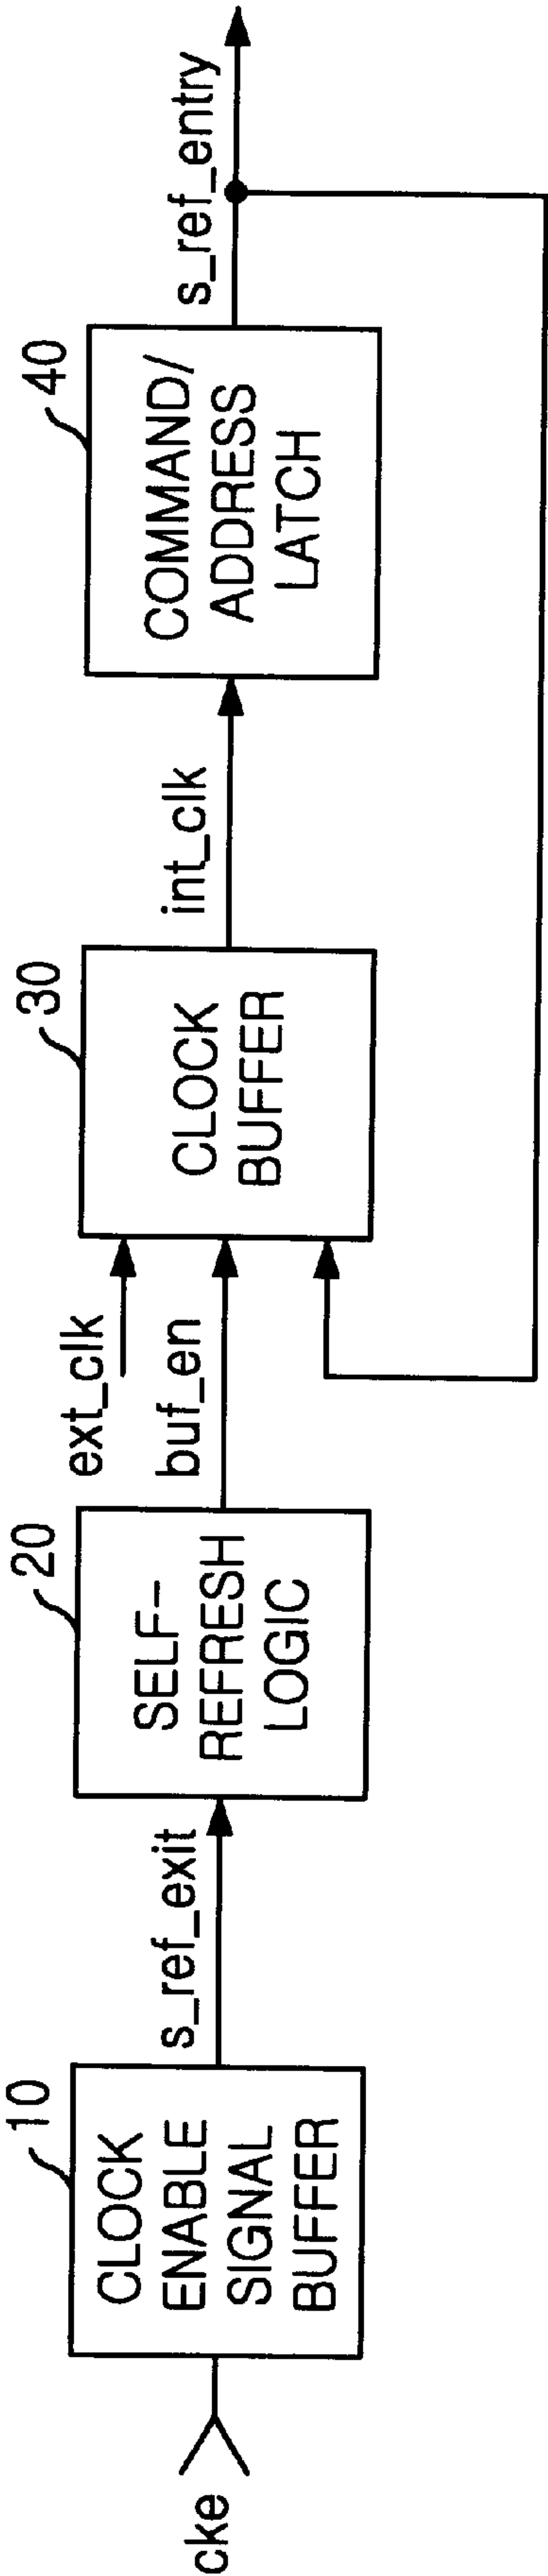 cke
10
CLOCK
ENABLE
SIGNAL
BUFFER
s_ref_exit
20
SELF-
REFRESH
LOGIC
ext_clk
buf_en
30
CLOCK
BUFFER
int_clk
40
COMMAND/
ADDRESS
LATCH
s_ref_entry